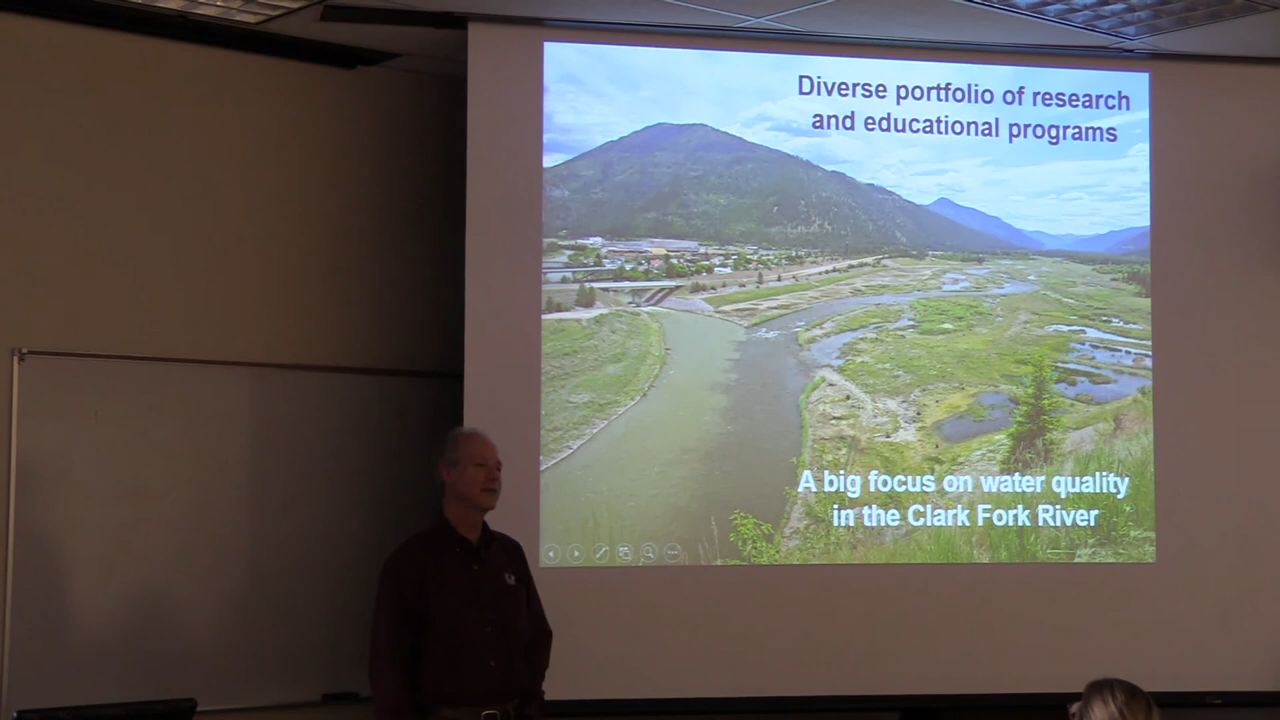 Diverse portfolio of research
and educational programs
A big focus on water quality
in the Clark Fork River